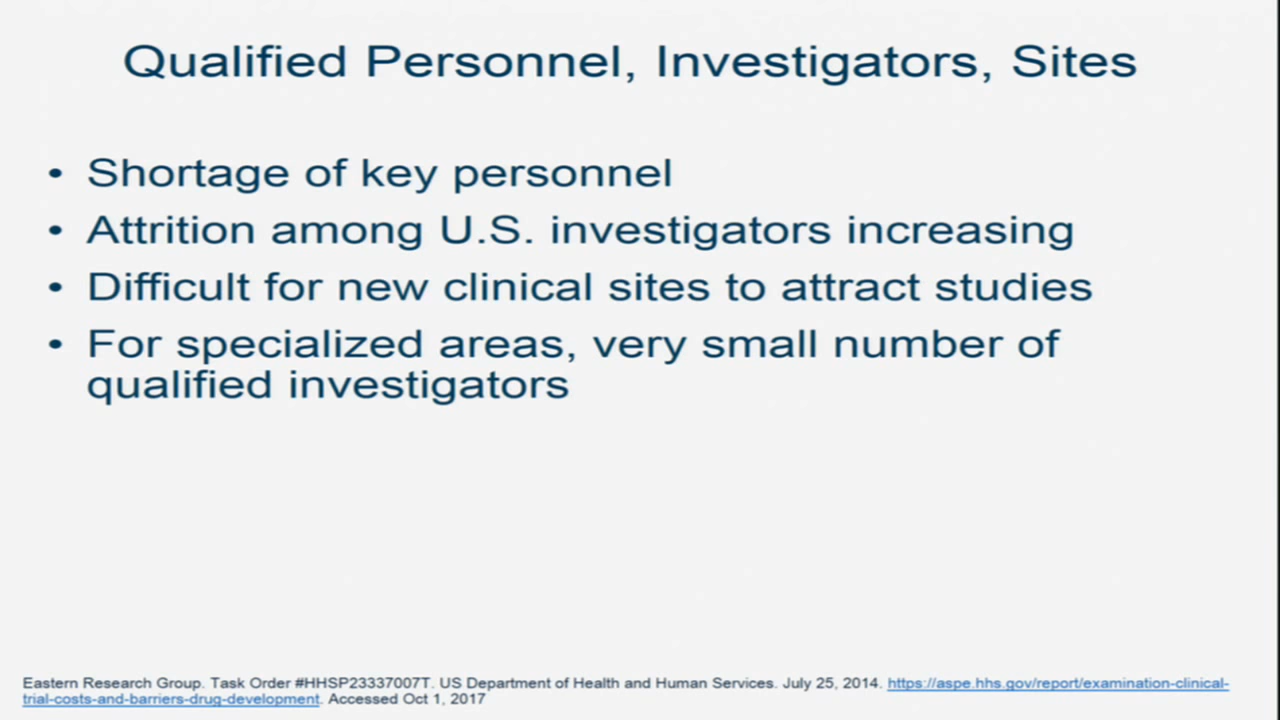 Qualified Personnel, Investigators, Sites
• Shortage of key personnel
• Attrition among U.S. investigators increasing
• Difficult for new clinical sites to attract studies
• For specialized areas, very small number of
qualified investigators
Eastern Research Group. Task Order #HHSP23337007T. US Department of Health and Human Services. July 25, 2014. https://aspe.hhs.gov/report/examination-clinical-
trial-costs-and-barriers-drug-development. Accessed Oct 1, 2017